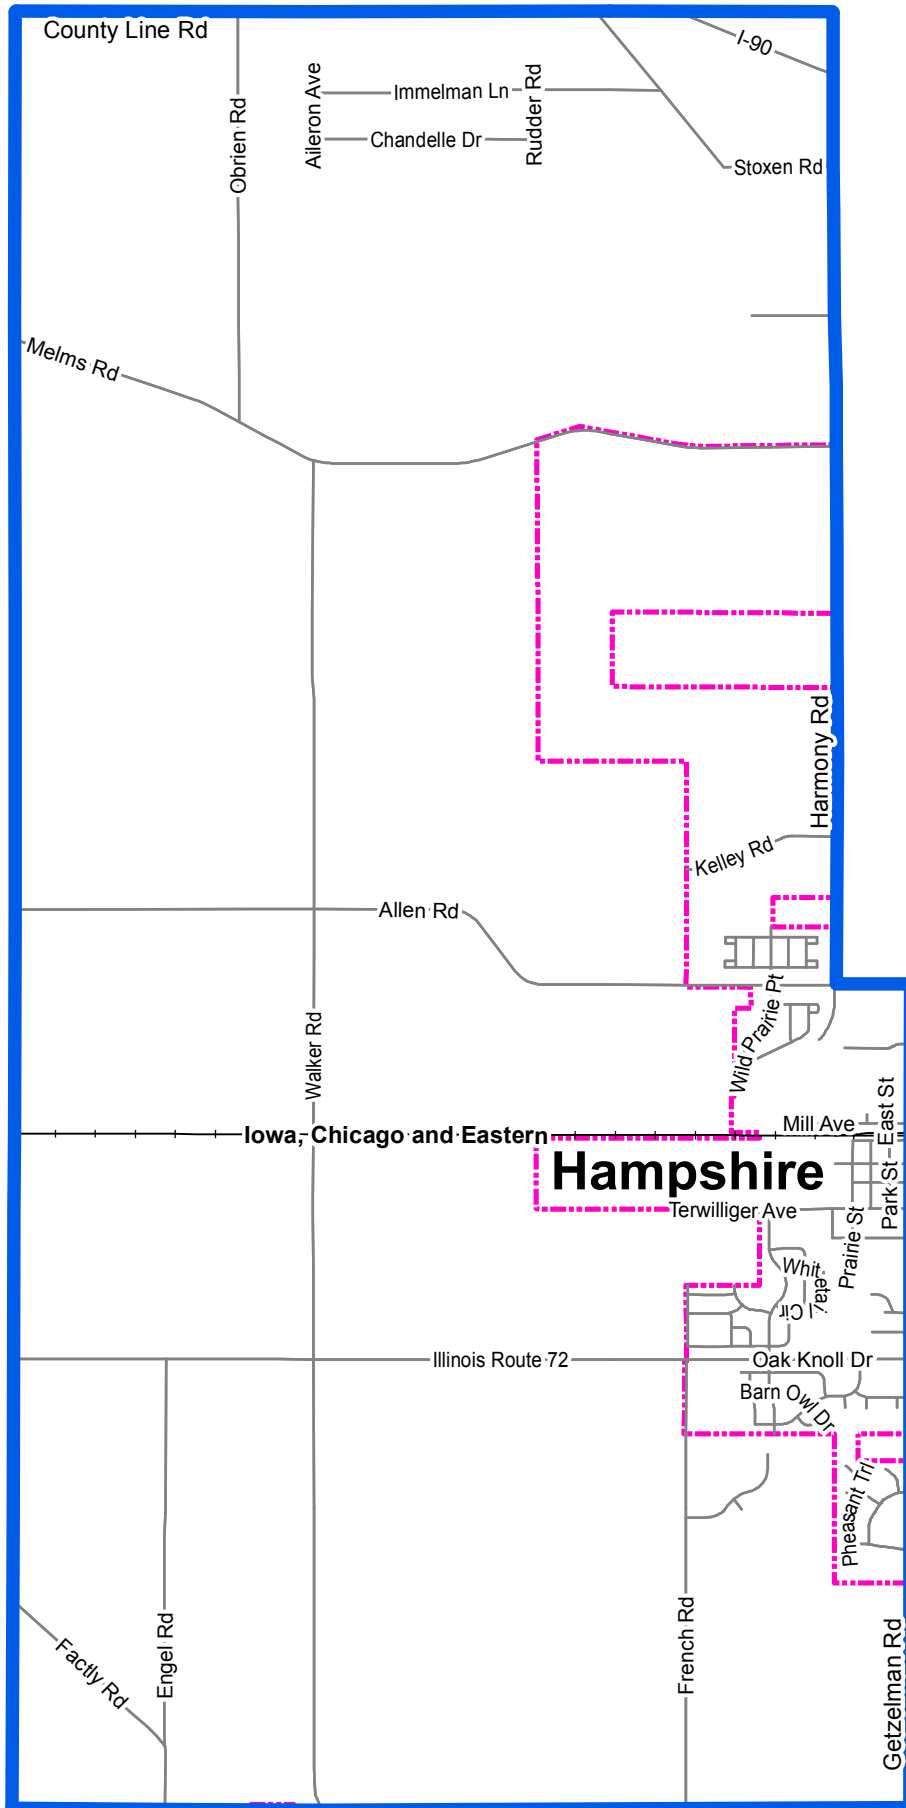 County Line Rd
I-90
Obrien Rd
Aileron Ave
Immelman Ln
Rudder Rd
Chandelle Dr
Stoxen Rd
Melms Rd
Harmony Rd
Kelley Rd
Allen Rd
Wild Prairie Pt
Walker Rd
East St
Mill Ave
Iowa, Chicago and Eastern
Hampshire
Park St
Terwilliger Ave
Prairie St
Whitetail Cir
Illinois Route 72
Oak Knoll Dr
Barn Owl Dr
Pheasant Trl
Engel Rd
French Rd
Factly Rd
Getzelman Rd